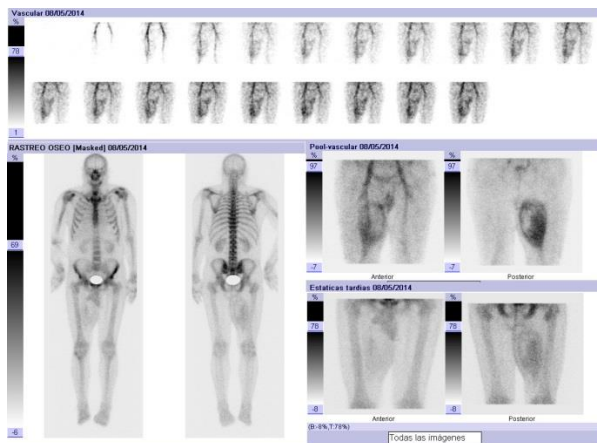 Vascular 08/05/2014
%
78
1
RASTREO OSEO [Masked] 08/05/2014
%
69
-6
Pool-vascular 08/05/2014
%
97
-7
Anterior
%
97
-7
Posterior
Estaticas tardias 08/05/2014
%
78
-8
Anterior
%
78
-8
Posterior
(B:-8%,T:78%)
Todas las imágenes